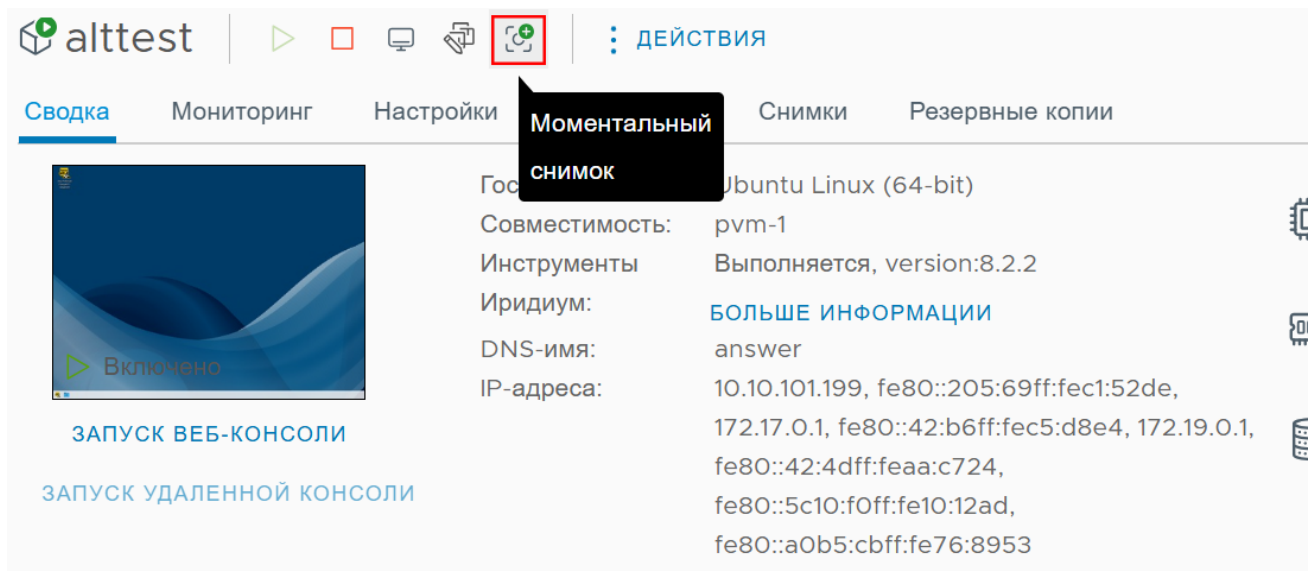 alttest
ДЕЙСТВИЯ
Сводка Мониторинг Настройки Снимки Резервные копии
Моментальный
снимок
Ubuntu Linux (64-bit)
Совместимость: pvm-1
Инструменты Выполняется, version:8.2.2
Иридиум:
БОЛЬШЕ ИНФОРМАЦИИ
DNS-имя: answer
IP-адреса: 10.10.101.199, fe80::205:69ff:fec1:52de,
172.17.0.1, fe80::42:b6ff:fec5:d8e4, 172.19.0.1,
fe80::42:4dff:feaa:c724,
fe80::5c10:f0ff:fe10:12ad,
fe80::a0b5:cbff:fe76:8953
Включено
ЗАПУСК ВЕБ-КОНСОЛИ
ЗАПУСК УДАЛЕННОЙ КОНСОЛИ